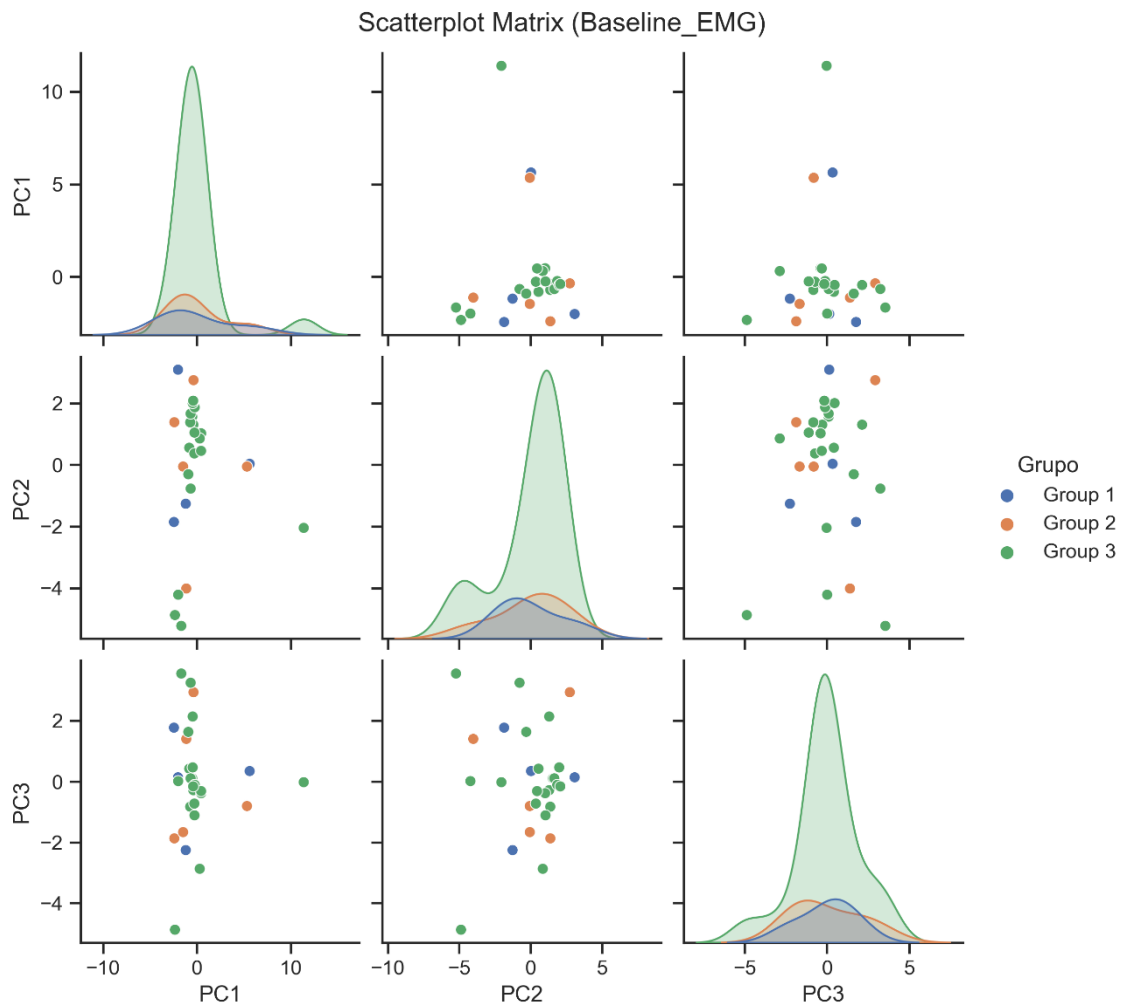 Scatterplot Matrix (Baseline_EMG)
10
5
0
PC1
2
0
−2
−4
PC2
2
0
−2
−4
PC3
−10 0 10
PC1
−10 −5 0 5
PC2
−5 0 5
PC3
Grupo
Group 1
Group 2
Group 3